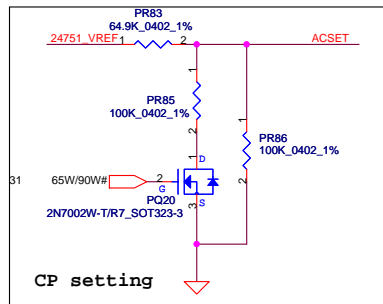 PR83
64.9K_0402_1%
24751_VREF 1 2 ACSET
1
PR85
100K_0402_1%
2
1
PR86
100K_0402_1%
2
1 D
31 65W/90W# 2 G
PQ20 S
2N7002W-T/R7_SOT323-3
3
CP setting